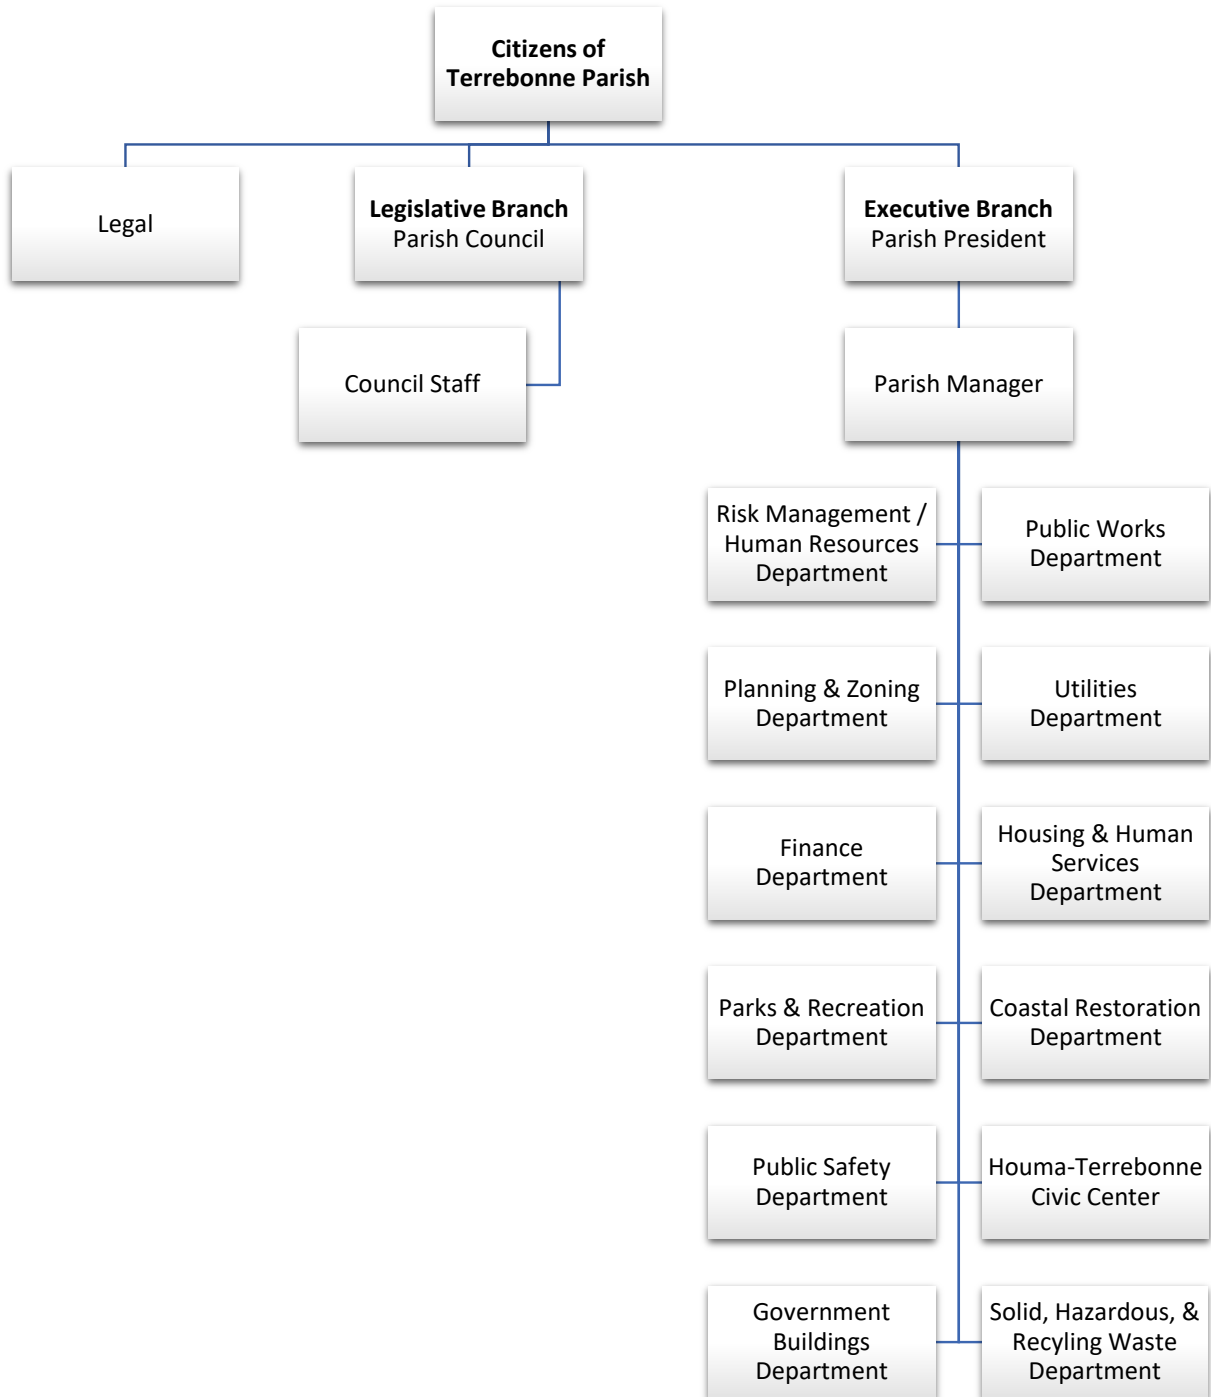 Citizens of
Terrebonne Parish
Legal
Legislative Branch
Parish Council
Executive Branch
Parish President
Council Staff
Parish Manager
Risk Management /
Human Resources
Department
Public Works
Department
Planning & Zoning
Department
Utilities
Department
Finance
Department
Housing & Human
Services
Department
Parks & Recreation
Department
Coastal Restoration
Department
Public Safety
Department
Houma-Terrebonne
Civic Center
Government
Buildings
Department
Solid, Hazardous, &
Recyling Waste
Department